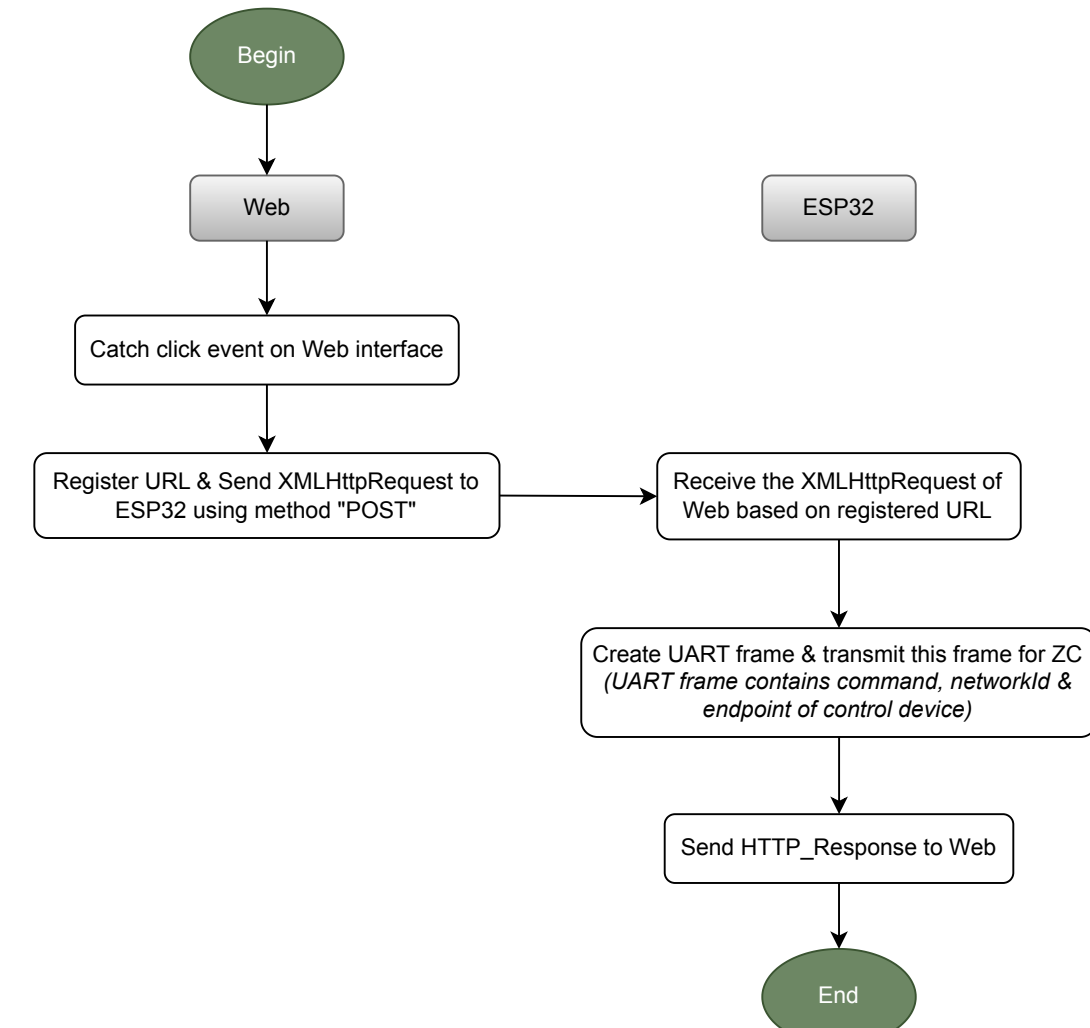 Begin
Web
ESP32
Catch click event on Web interface
Register URL & Send XMLHttpRequest to
ESP32 using method "POST"
Receive the XMLHttpRequest of
Web based on registered URL
Create UART frame & transmit this frame for ZC
(UART frame contains command, networkId &
endpoint of control device)
Send HTTP_Response to Web
End